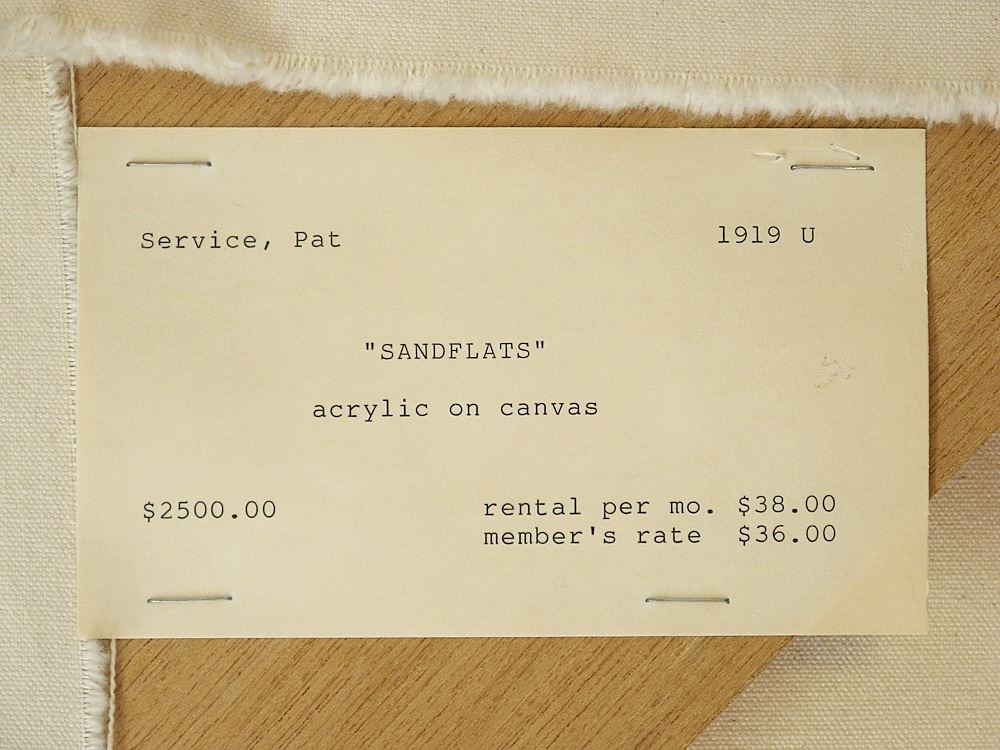 Service, Pat 1919 U
"SANDFLATS"
acrylic on canvas
$2500.00 rental per mo. $38.00
member's rate $36.00